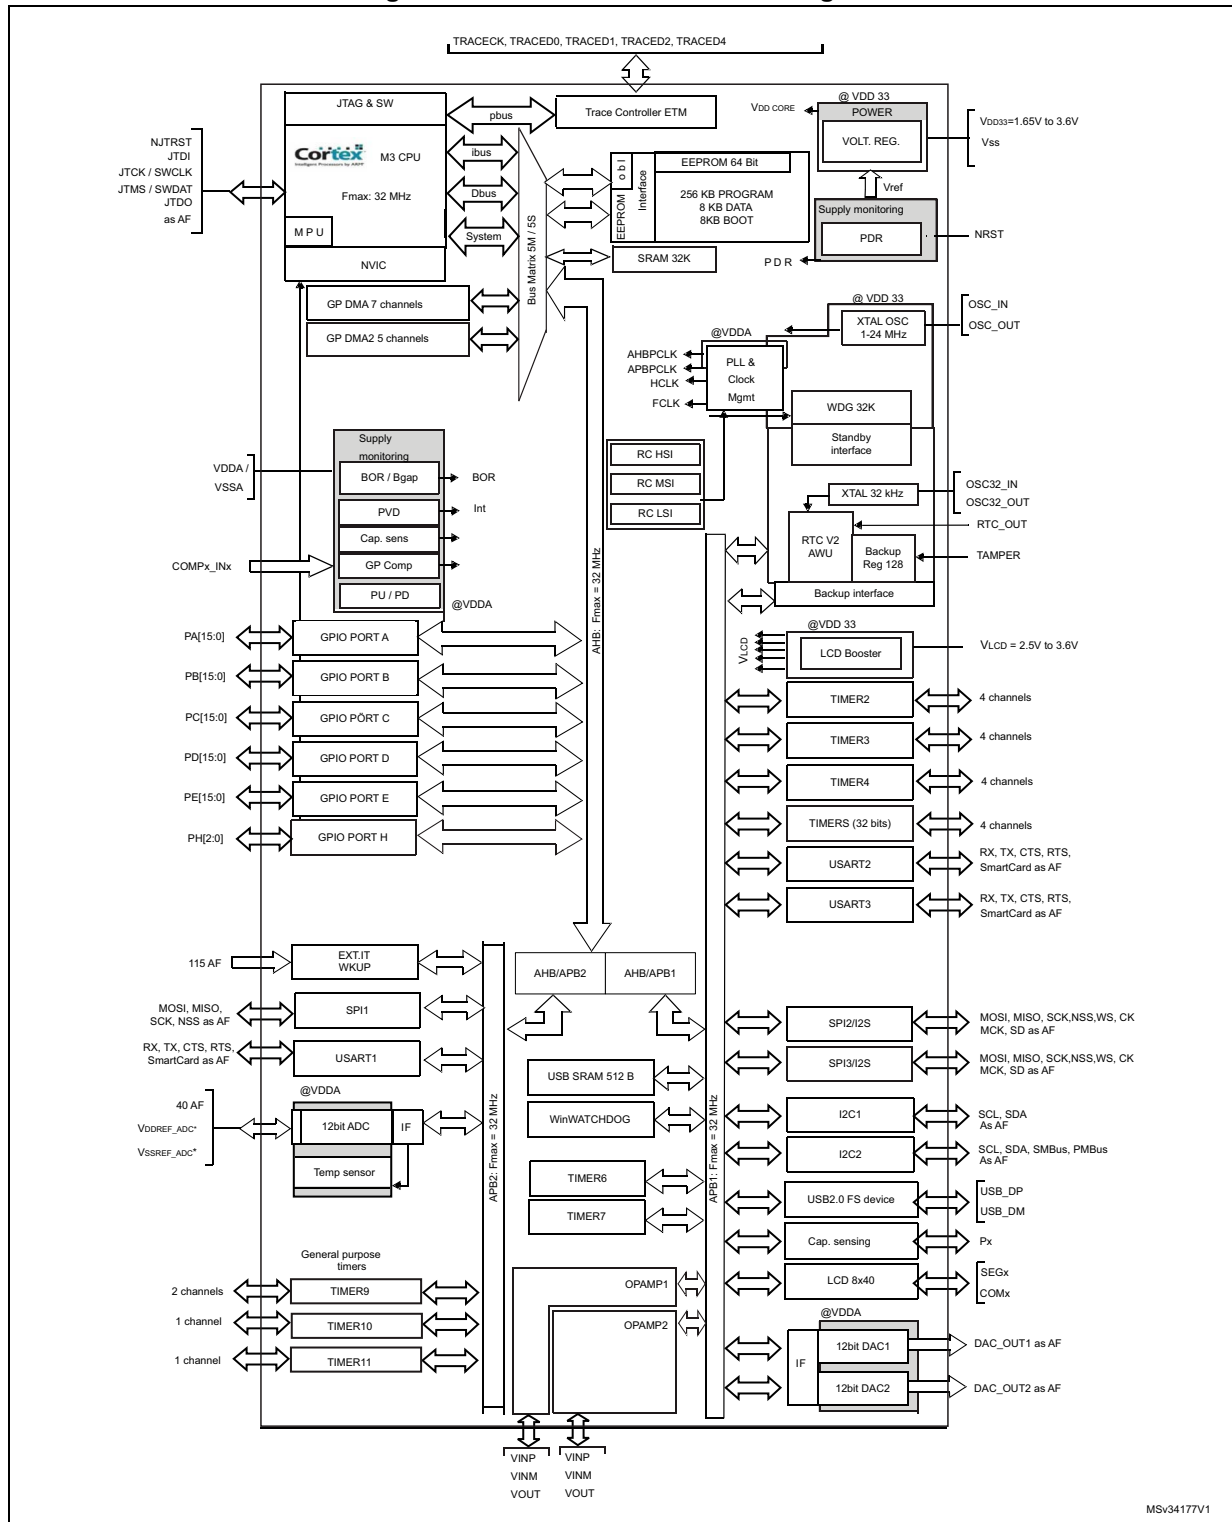 TRACECK, TRACED0, TRACED1, TRACED2, TRACED4
JTAG & SW
pbus
Trace Controller ETM
VDD CORE
@ VDD 33
POWER
VOLT. REG.
VDD33=1.65V to 3.6V
Vss
NJTRST
JTDI
JTCK / SWCLK
JTMS / SWDAT
JTDO
as AF
Cortex
Intelligent Processors by ARM
M3 CPU
Fmax: 32 MHz
M P U
NVIC
ibus
Dbus
System
Bus Matrix 5M / 5S
EEPROM
Interface
o b l
EEPROM 64 Bit
256 KB PROGRAM
8 KB DATA
8KB BOOT
SRAM 32K
Vref
Supply monitoring
PDR
NRST
P D R
GP DMA 7 channels
GP DMA2 5 channels
@ VDD 33
XTAL OSC
1-24 MHz
OSC_IN
OSC_OUT
@VDDA
PLL &
Clock
Mgmt
AHBPCLK
APBPCLK
HCLK
FCLK
WDG 32K
Standby
interface
RC HSI
RC MSI
RC LSI
XTAL 32 kHz
OSC32_IN
OSC32_OUT
RTC V2
AWU
RTC_OUT
Backup
Reg 128
TAMPER
Backup interface
Supply
monitoring
VDDA /
VSSA
BOR / Bgap
BOR
PVD
Int
Cap. sens
GP Comp
COMPx_INx
PU / PD
@VDDA
AHB: Fmax = 32 MHz
PA[15:0]
GPIO PORT A
PB[15:0]
GPIO PORT B
PC[15:0]
GPIO PÖRT C
PD[15:0]
GPIO PORT D
PE[15:0]
GPIO PORT E
PH[2:0]
GPIO PORT H
@VDD 33
VLCD
LCD Booster
VLCD = 2.5V to 3.6V
TIMER2
4 channels
TIMER3
4 channels
TIMER4
4 channels
TIMERS (32 bits)
4 channels
USART2
RX, TX, CTS, RTS,
SmartCard as AF
USART3
RX, TX, CTS, RTS,
SmartCard as AF
115 AF
EXT.IT
WKUP
AHB/APB2
AHB/APB1
MOSI, MISO,
SCK, NSS as AF
SPI1
RX, TX, CTS, RTS,
SmartCard as AF
USART1
SPI2/I2S
MOSI, MISO, SCK,NSS,WS, CK
MCK, SD as AF
SPI3/I2S
MOSI, MISO, SCK,NSS,WS, CK
MCK, SD as AF
USB SRAM 512 B
WinWATCHDOG
APB2: Fmax = 32 MHz
APB1: Fmax = 32 MHz
@VDDA
40 AF
VDDREF_ADC*
VSSREF_ADC*
12bit ADC
IF
Temp sensor
I2C1
SCL, SDA
As AF
I2C2
SCL, SDA, SMBus, PMBus
As AF
TIMER6
TIMER7
USB2.0 FS device
USB_DP
USB_DM
Cap. sensing
Px
LCD 8x40
SEGx
COMx
General purpose
timers
2 channels
TIMER9
1 channel
TIMER10
1 channel
TIMER11
OPAMP1
OPAMP2
@VDDA
IF
12bit DAC1
DAC_OUT1 as AF
12bit DAC2
DAC_OUT2 as AF
VINP
VINM
VOUT
VINP
VINM
VOUT
MSv34177V1